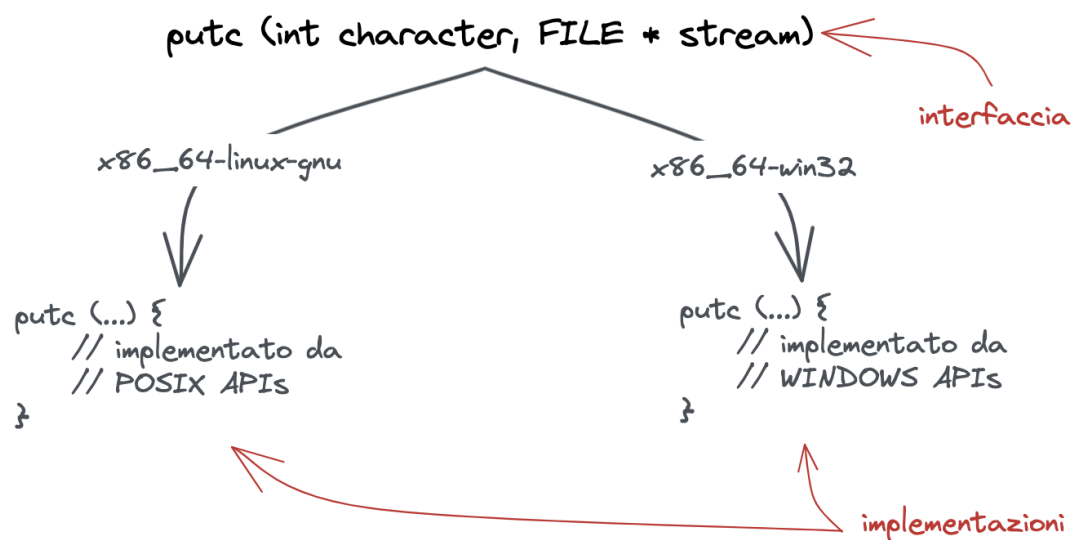 putc (int character, FILE * stream)
interfaccia
x86_64-linux-gnu
x86_64-win32
putc (...) {
// implementato da
// POSIX APIs
}
putc (...) {
// implementato da
// WINDOWS APIs
}
implementazioni